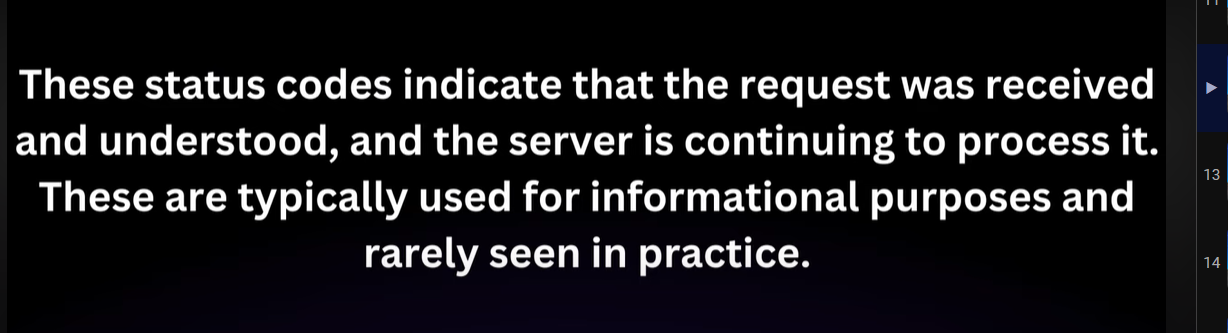 These status codes indicate that the request was received
and understood, and the server is continuing to process it.
These are typically used for informational purposes and
rarely seen in practice.
13
14